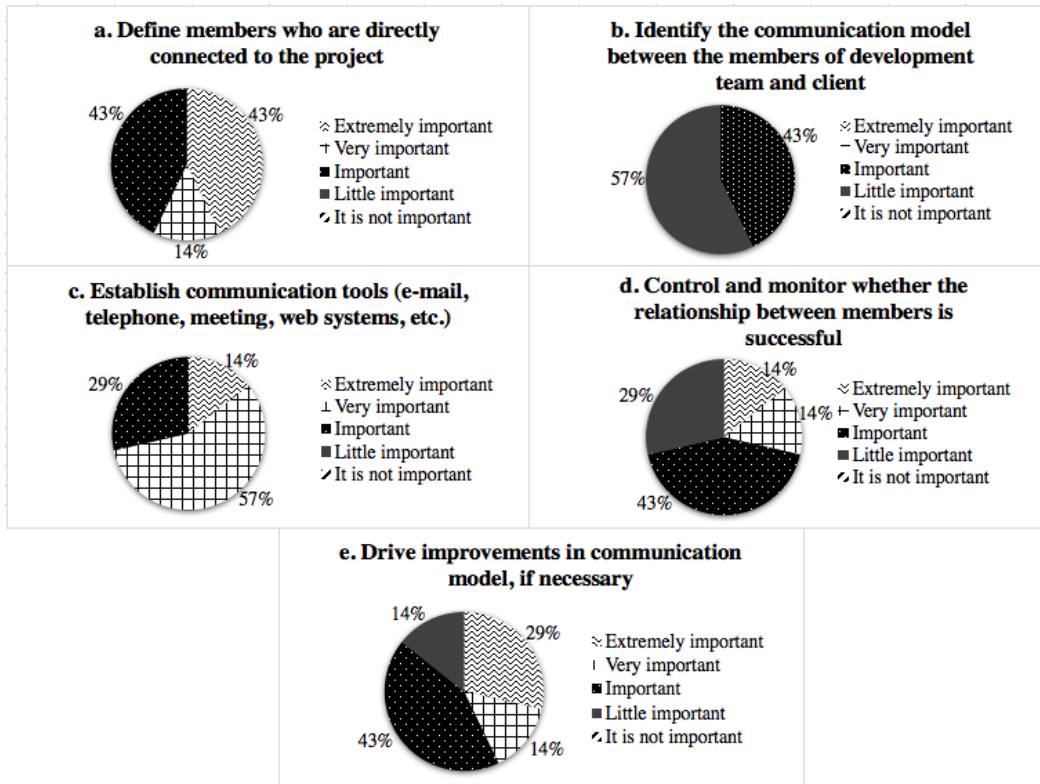 a. Define members who are directly
connected to the project
43%
43%
14%
Extremely important
Very important
Important
Little important
It is not important
b. Identify the communication model
between the members of development
team and client
43%
57%
Extremely important
Very important
Important
Little important
It is not important
c. Establish communication tools (e-mail,
telephone, meeting, web systems, etc.)
14%
29%
57%
Extremely important
Very important
Important
Little important
It is not important
d. Control and monitor whether the
relationship between members is
successful
14%
29%
14%
43%
Extremely important
Very important
Important
Little important
It is not important
e. Drive improvements in communication
model, if necessary
14%
29%
43%
14%
Extremely important
Very important
Important
Little important
It is not important